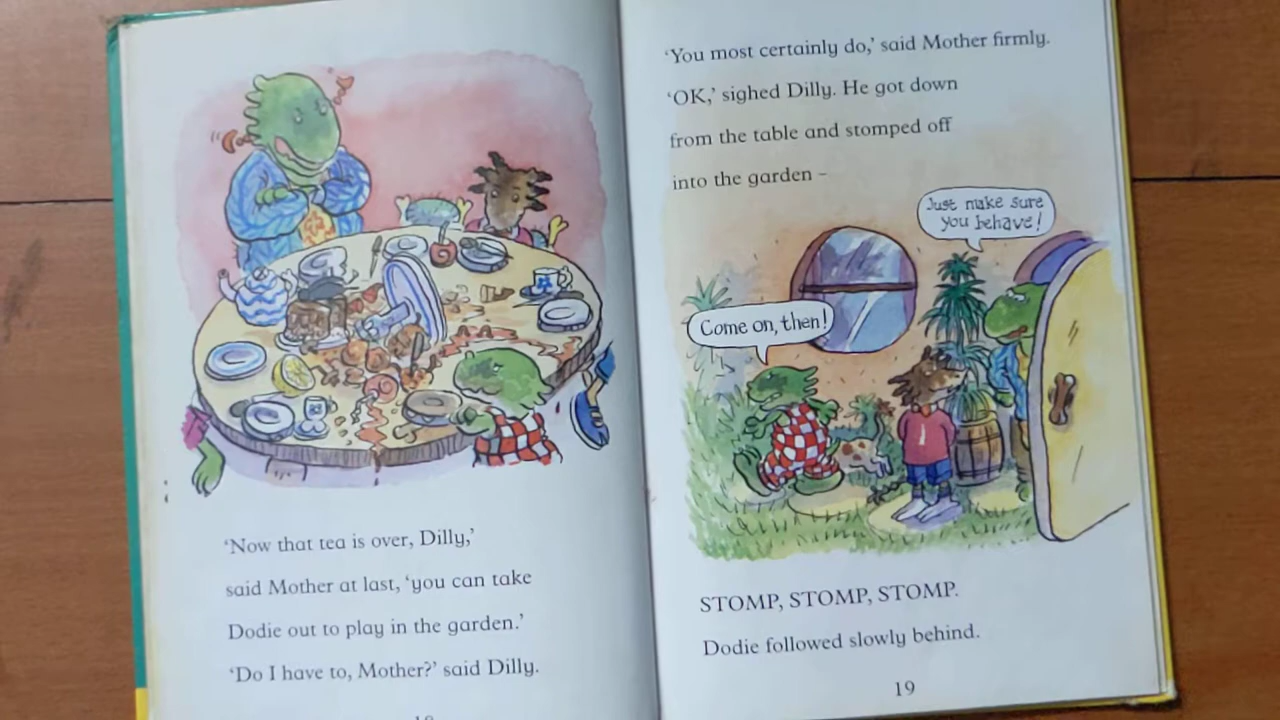 ‘Now that tea is over, Dilly,’
said Mother at last, ‘you can take
Dodie out to play in the garden.’
‘Do I have to, Mother?’ said Dilly.
‘You most certainly do,’ said Mother firmly.
‘OK,’ sighed Dilly. He got down
from the table and stomped off
into the garden –
Just make sure
you behave!
Come on, then!
STOMP, STOMP, STOMP.
Dodie followed slowly behind.
19